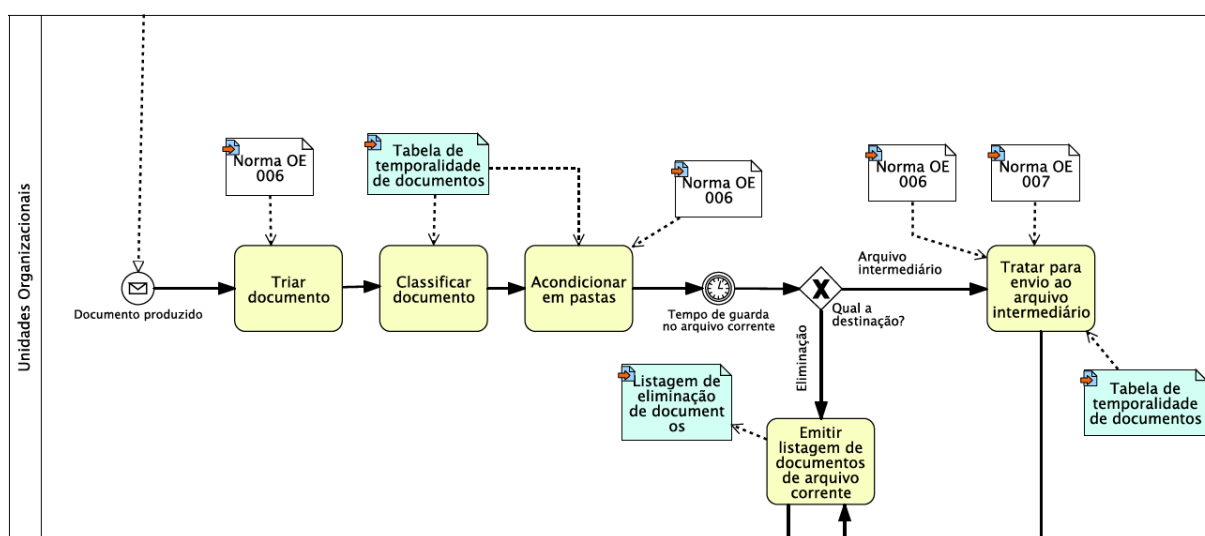 Unidades Organizacionais
Documento produzido
Norma OE
006
Triar
documento
Tabela de
temporalidade
de documentos
Classificar
documento
Norma OE
006
Acondicionar
em pastas
Tempo de guarda
no arquivo corrente
Qual a
destinação?
Arquivo
intermediário
Norma OE
006
Norma OE
007
Tratar para
envio ao
arquivo
intermediário
Tabela de
temporalidade
de documentos
Eliminação
Listagem de
eliminação
de document
os
Emitir
listagem de
documentos
de arquivo
corrente